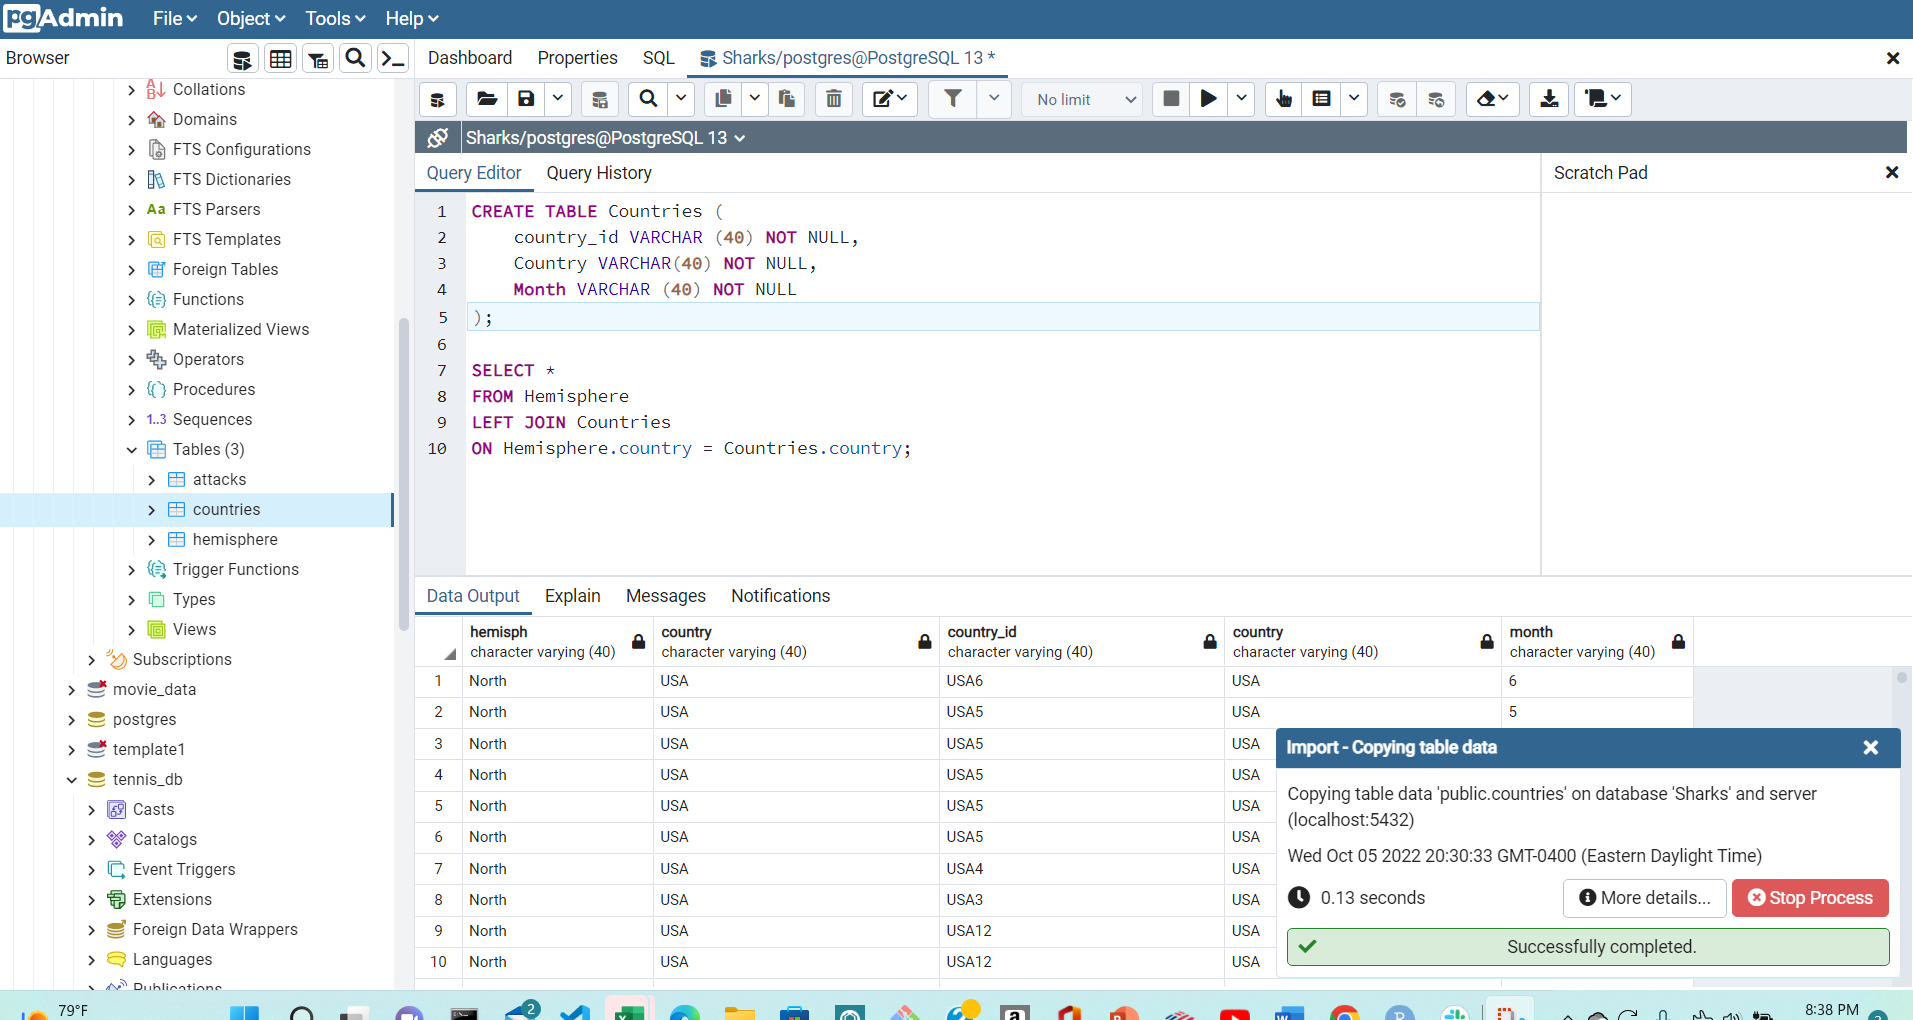 pgAdmin File Object Tools Help
Browser
Dashboard Properties SQL Sharks/postgres@PostgreSQL 13 *
Collations
Domains
FTS Configurations
FTS Dictionaries
Aa FTS Parsers
FTS Templates
Foreign Tables
Functions
Materialized Views
Operators
Procedures
1..3 Sequences
Tables (3)
attacks
countries
hemisphere
Trigger Functions
Types
Views
Subscriptions
movie_data
postgres
template1
tennis_db
Casts
Catalogs
Event Triggers
Extensions
Foreign Data Wrappers
Languages
Publications
No limit
Sharks/postgres@PostgreSQL 13
Query Editor Query History
Scratch Pad
1 CREATE TABLE Countries (
2 country_id VARCHAR (40) NOT NULL,
3 Country VARCHAR(40) NOT NULL,
4 Month VARCHAR (40) NOT NULL
5 );
6
7 SELECT *
8 FROM Hemisphere
9 LEFT JOIN Countries
10 ON Hemisphere.country = Countries.country;
Data Output Explain Messages Notifications
hemisph country country_id country month
character varying (40) character varying (40) character varying (40) character varying (40) character varying (40)
1 North USA USA6 USA 6
2 North USA USA5 USA 5
3 North USA USA5 USA
4 North USA USA5 USA
5 North USA USA5 USA
6 North USA USA5 USA
7 North USA USA4 USA
8 North USA USA3 USA
9 North USA USA12 USA
10 North USA USA12 USA
Import - Copying table data
Copying table data 'public.countries' on database 'Sharks' and server
(localhost:5432)
Wed Oct 05 2022 20:30:33 GMT-0400 (Eastern Daylight Time)
0.13 seconds More details... Stop Process
Successfully completed.
79°F
2
8:38 PM